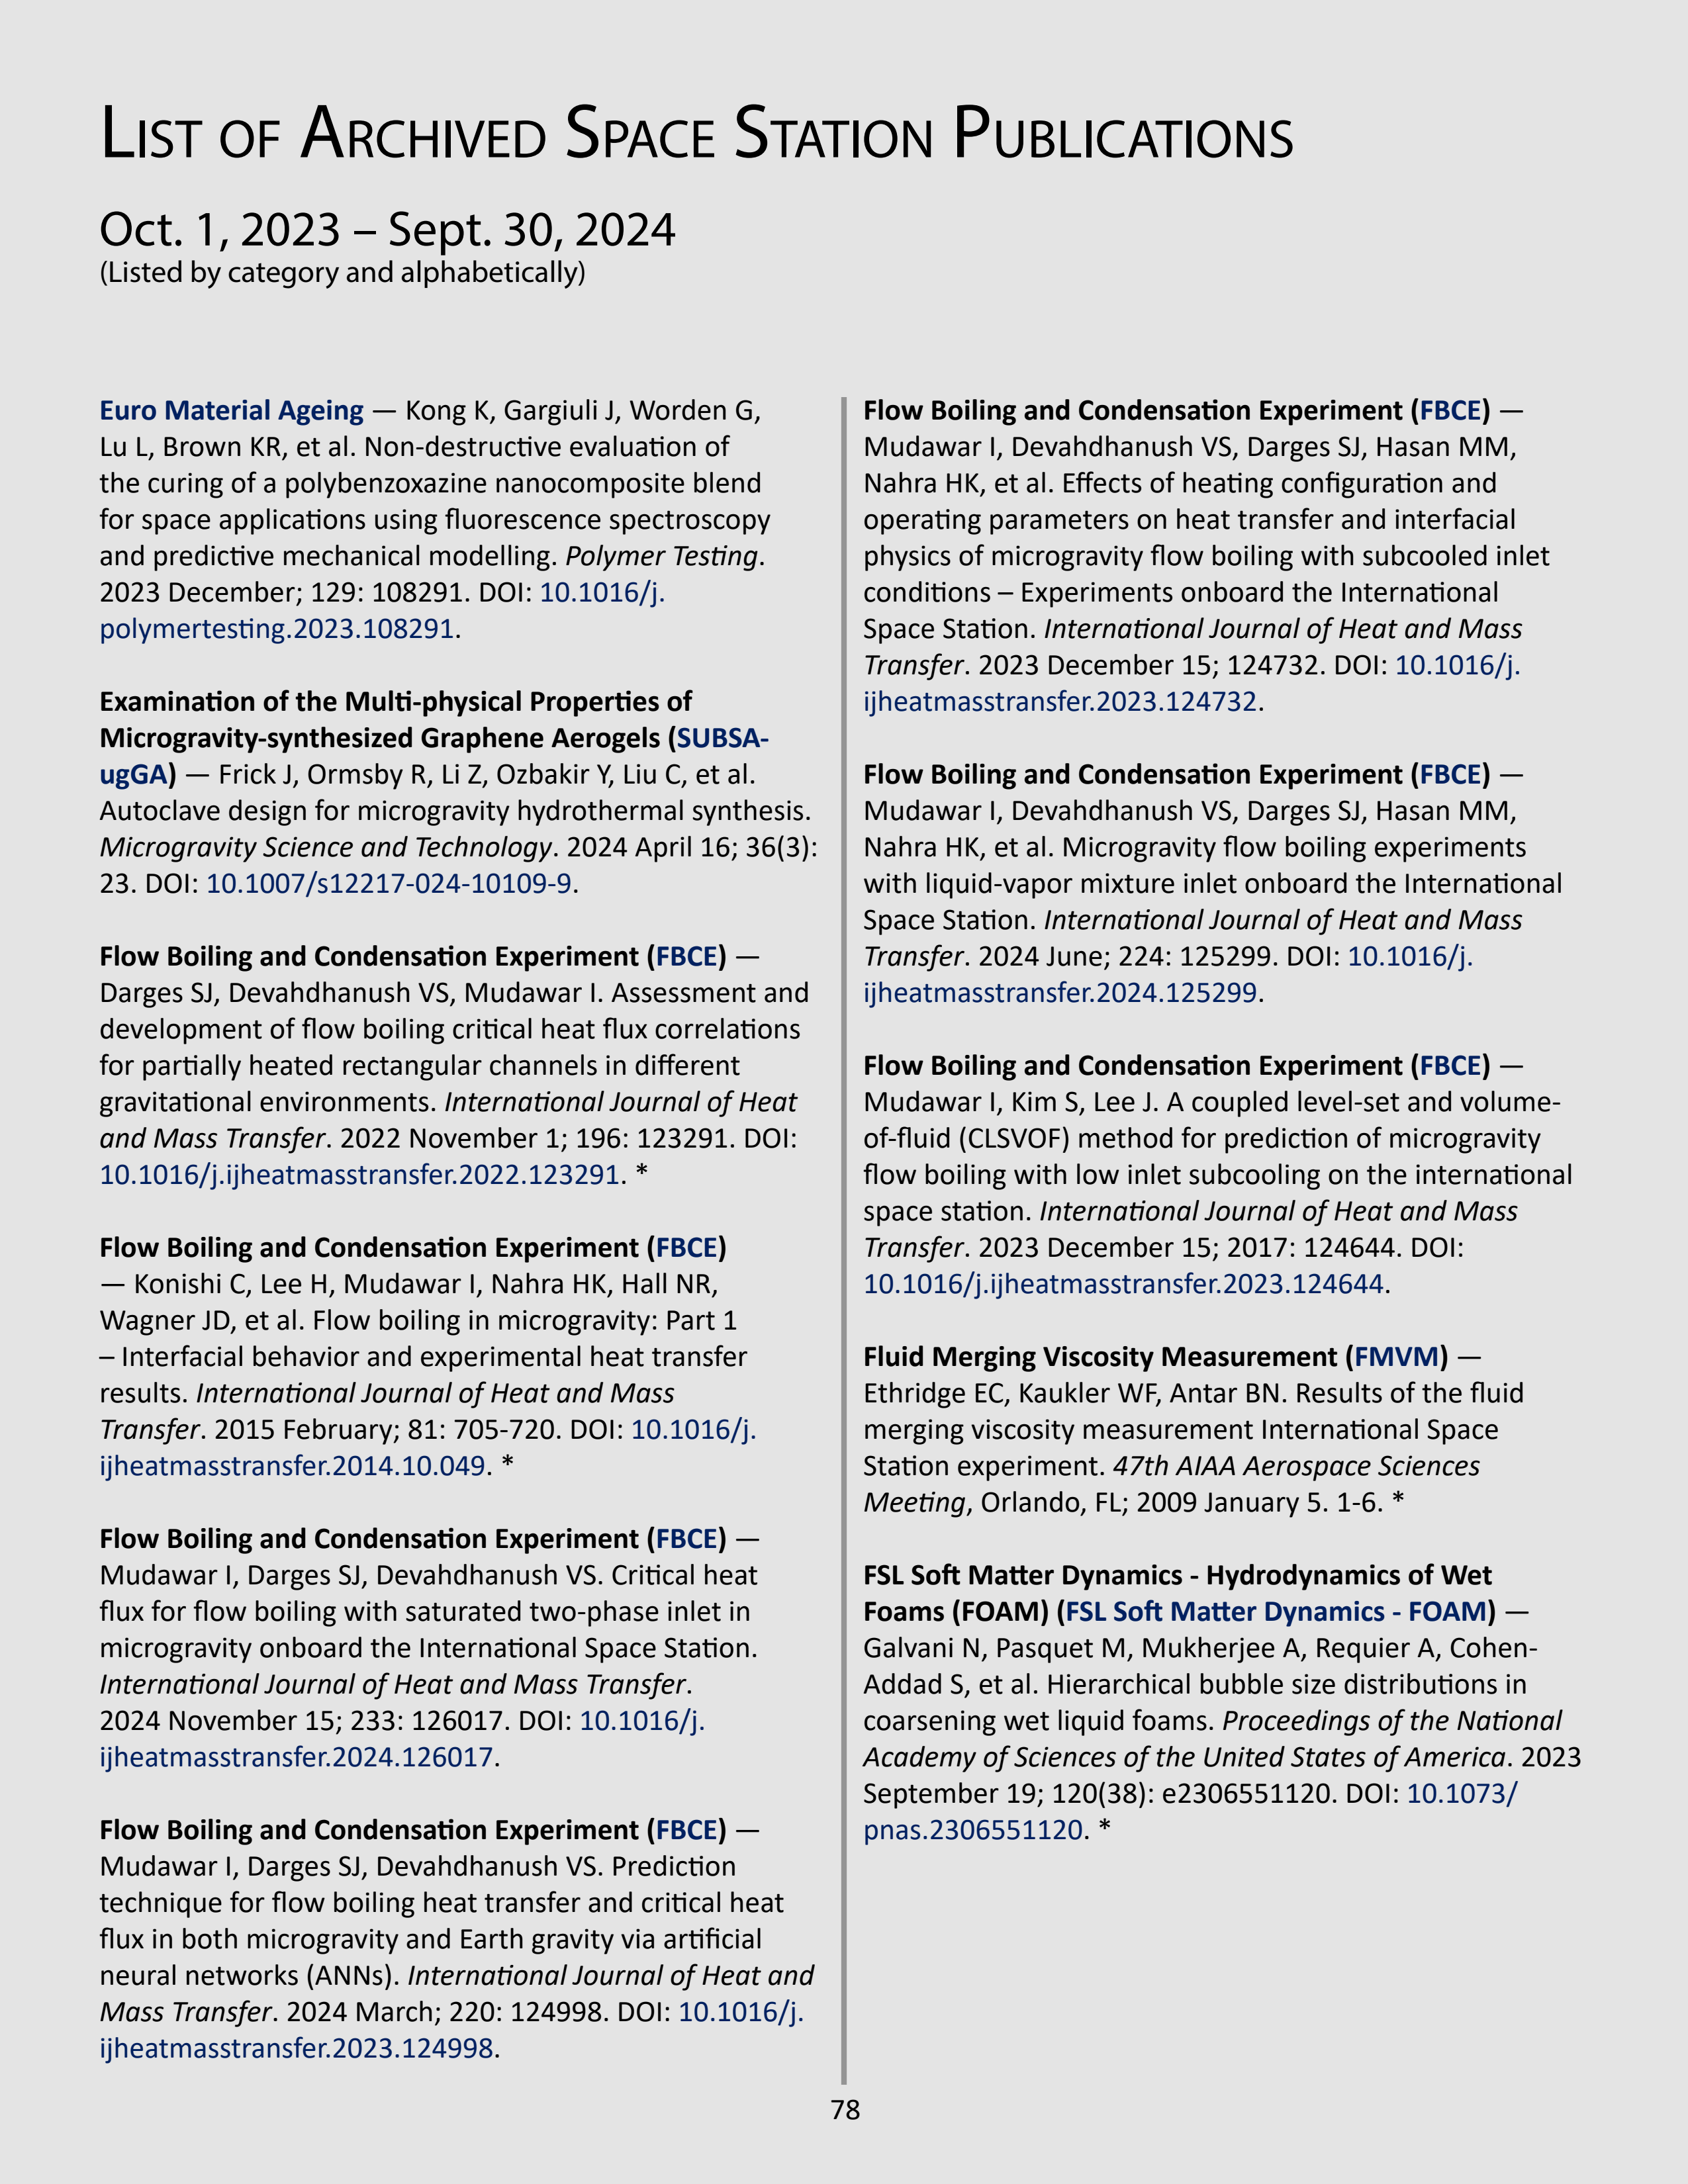 List of Archived Space Station Publications
Oct. 1, 2023 – Sept. 30, 2024
(Listed by category and alphabetically)
Euro Material Ageing — Kong K, Gargiuli J, Worden G,
Lu L, Brown KR, et al. Non-destructive evaluation of
the curing of a polybenzoxazine nanocomposite blend
for space applications using fluorescence spectroscopy
and predictive mechanical modelling. Polymer Testing.
2023 December; 129: 108291. DOI: 10.1016/j.
polymertesting.2023.108291.
Examination of the Multi-physical Properties of
Microgravity-synthesized Graphene Aerogels (SUBSA-
ugGA) — Frick J, Ormsby R, Li Z, Ozbakir Y, Liu C, et al.
Autoclave design for microgravity hydrothermal synthesis.
Microgravity Science and Technology. 2024 April 16; 36(3):
23. DOI: 10.1007/s12217-024-10109-9.
Flow Boiling and Condensation Experiment (FBCE) —
Darges SJ, Devahdhanush VS, Mudawar I. Assessment and
development of flow boiling critical heat flux correlations
for partially heated rectangular channels in different
gravitational environments. International Journal of Heat
and Mass Transfer. 2022 November 1; 196: 123291. DOI:
10.1016/j.ijheatmasstransfer.2022.123291. *
Flow Boiling and Condensation Experiment (FBCE)
— Konishi C, Lee H, Mudawar I, Nahra HK, Hall NR,
Wagner JD, et al. Flow boiling in microgravity: Part 1
– Interfacial behavior and experimental heat transfer
results. International Journal of Heat and Mass
Transfer. 2015 February; 81: 705-720. DOI: 10.1016/j.
ijheatmasstransfer.2014.10.049. *
Flow Boiling and Condensation Experiment (FBCE) —
Mudawar I, Darges SJ, Devahdhanush VS. Critical heat
flux for flow boiling with saturated two-phase inlet in
microgravity onboard the International Space Station.
International Journal of Heat and Mass Transfer.
2024 November 15; 233: 126017. DOI: 10.1016/j.
ijheatmasstransfer.2024.126017.
Flow Boiling and Condensation Experiment (FBCE) —
Mudawar I, Darges SJ, Devahdhanush VS. Prediction
technique for flow boiling heat transfer and critical heat
flux in both microgravity and Earth gravity via artificial
neural networks (ANNs). International Journal of Heat and
Mass Transfer. 2024 March; 220: 124998. DOI: 10.1016/j.
ijheatmasstransfer.2023.124998.
Flow Boiling and Condensation Experiment (FBCE) —
Mudawar I, Devahdhanush VS, Darges SJ, Hasan MM,
Nahra HK, et al. Effects of heating configuration and
operating parameters on heat transfer and interfacial
physics of microgravity flow boiling with subcooled inlet
conditions – Experiments onboard the International
Space Station. International Journal of Heat and Mass
Transfer. 2023 December 15; 124732. DOI: 10.1016/j.
ijheatmasstransfer.2023.124732.
Flow Boiling and Condensation Experiment (FBCE) —
Mudawar I, Devahdhanush VS, Darges SJ, Hasan MM,
Nahra HK, et al. Microgravity flow boiling experiments
with liquid-vapor mixture inlet onboard the International
Space Station. International Journal of Heat and Mass
Transfer. 2024 June; 224: 125299. DOI: 10.1016/j.
ijheatmasstransfer.2024.125299.
Flow Boiling and Condensation Experiment (FBCE) —
Mudawar I, Kim S, Lee J. A coupled level-set and volume-
of-fluid (CLSVOF) method for prediction of microgravity
flow boiling with low inlet subcooling on the international
space station. International Journal of Heat and Mass
Transfer. 2023 December 15; 2017: 124644. DOI:
10.1016/j.ijheatmasstransfer.2023.124644.
Fluid Merging Viscosity Measurement (FMVM) —
Ethridge EC, Kaukler WF, Antar BN. Results of the fluid
merging viscosity measurement International Space
Station experiment. 47th AIAA Aerospace Sciences
Meeting, Orlando, FL; 2009 January 5. 1-6. *
FSL Soft Matter Dynamics - Hydrodynamics of Wet
Foams (FOAM) (FSL Soft Matter Dynamics - FOAM) —
Galvani N, Pasquet M, Mukherjee A, Requier A, Cohen-
Addad S, et al. Hierarchical bubble size distributions in
coarsening wet liquid foams. Proceedings of the National
Academy of Sciences of the United States of America. 2023
September 19; 120(38): e2306551120. DOI: 10.1073/
pnas.2306551120. *
78